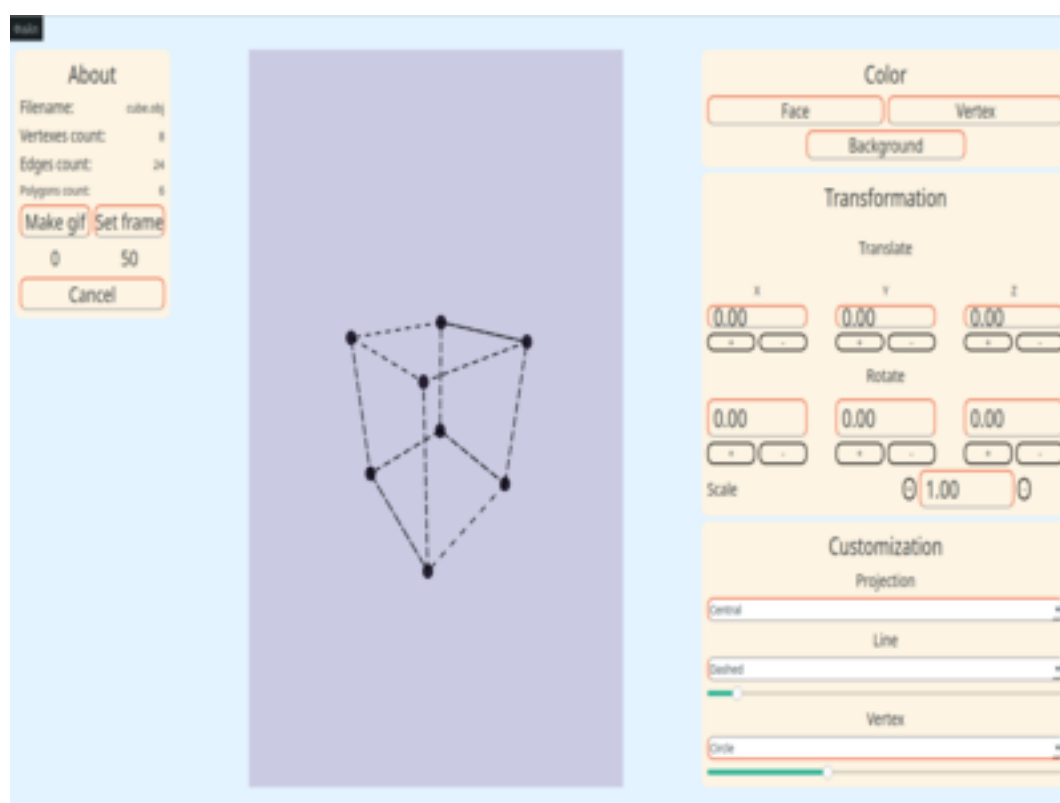 About
Filename: cube.obj
Vertexes count: 8
Edges count: 24
Polygons count: 6
Make gif Set frame
0 50
Cancel
Color
Face Vertex
Background
Transformation
Translate
X Y Z
0.00 0.00 0.00
+ - + - + -
Rotate
0.00 0.00 0.00
+ - + - + -
Scale 1.00
Customization
Projection
Central
Line
Dashed
Vertex
Circle